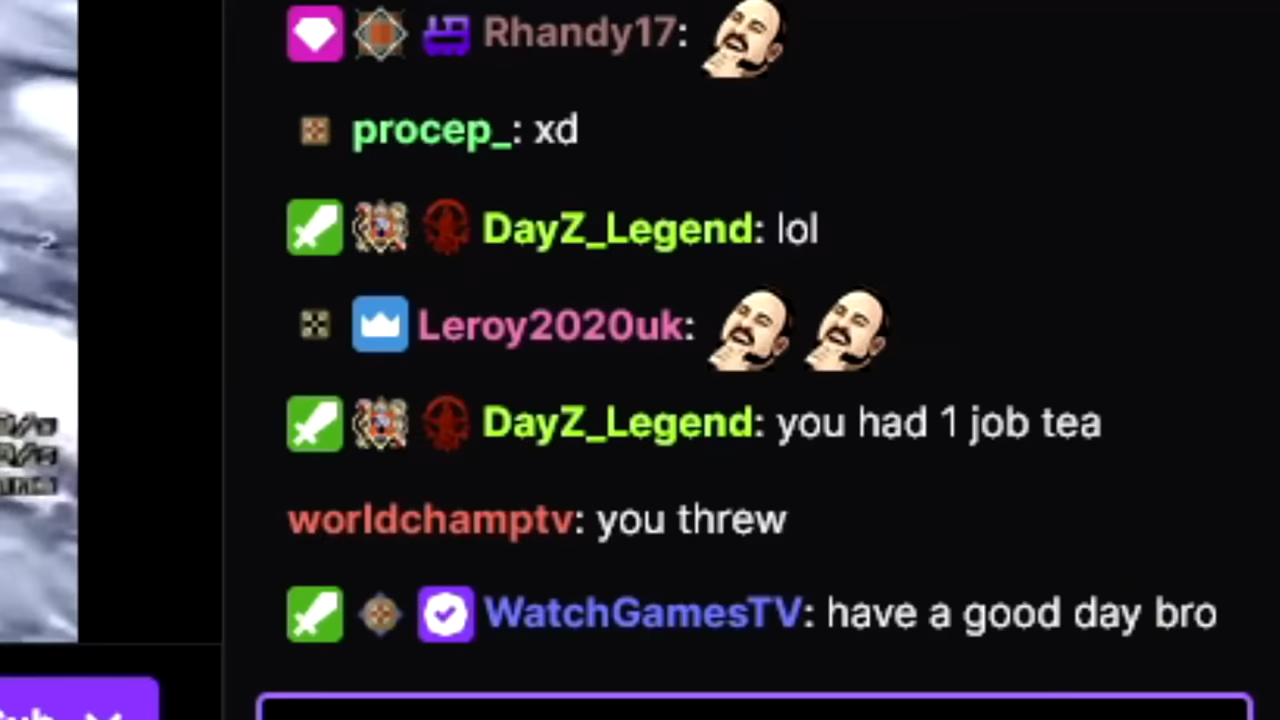 Rhandy17:
procep_: xd
DayZ_Legend: lol
Leroy2020uk:
DayZ_Legend: you had 1 job tea
worldchamptv: you threw
WatchGamesTV: have a good day bro